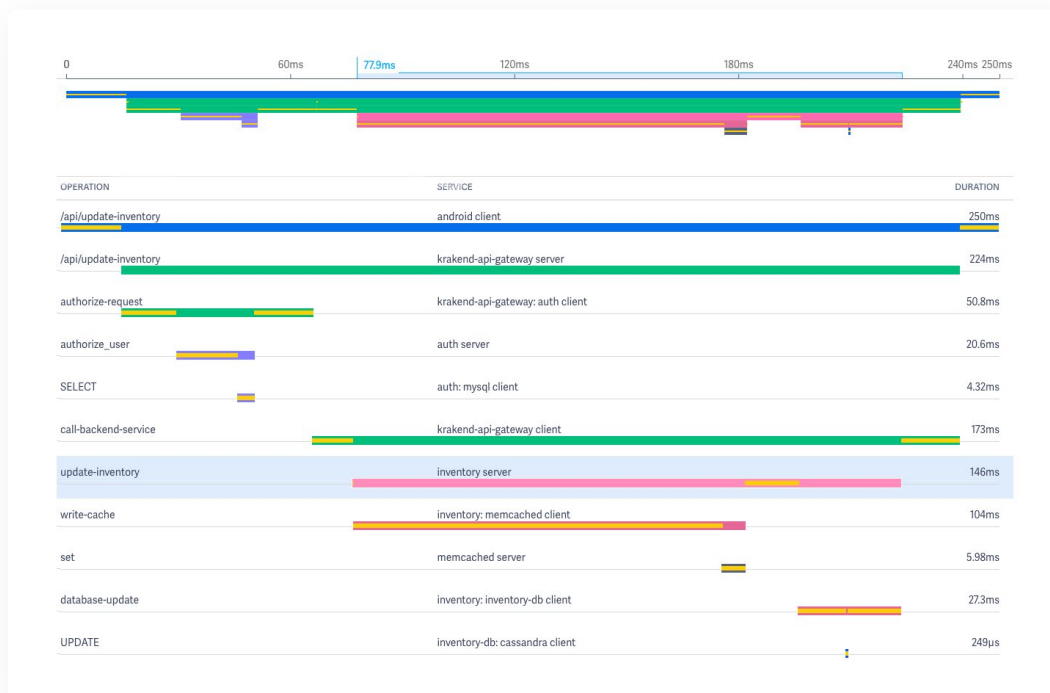 0 60ms 77.9ms 120ms 180ms 240ms 250ms
OPERATION SERVICE DURATION
/api/update-inventory android client 250ms
/api/update-inventory krakend-api-gateway server 224ms
authorize-request krakend-api-gateway: auth client 50.8ms
authorize_user auth server 20.6ms
SELECT auth: mysql client 4.32ms
call-backend-service krakend-api-gateway client 173ms
update-inventory inventory server 146ms
write-cache inventory: memcached client 104ms
set memcached server 5.98ms
database-update inventory: inventory-db client 27.3ms
UPDATE inventory-db: cassandra client 249μs